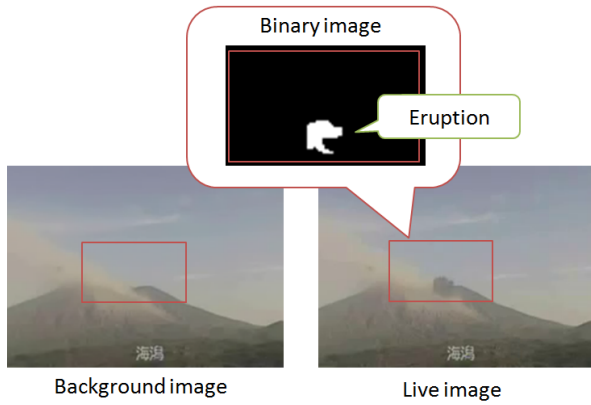 Binary image
Eruption
海潟
海潟
Background image
Live image